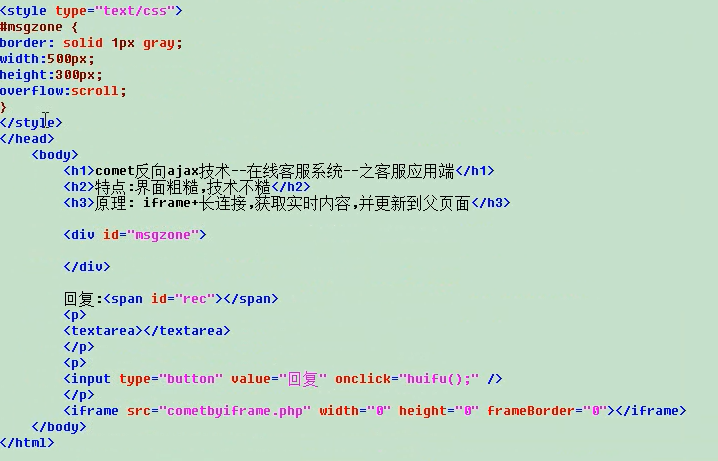 <style type="text/css">
#msgzone {
border: solid 1px gray;
width:500px;
height:300px;
overflow:scroll;
}
</style>
</head>
<body>
<h1>comet反向ajax技术--在线客服系统--之客服应用端</h1>
<h2>特点:界面粗糙,技术不糙</h2>
<h3>原理: iframe+长连接,获取实时内容,并更新到父页面</h3>
<div id="msgzone">
</div>
回复:<span id="rec"></span>
<p>
<textarea></textarea>
</p>
<p>
<input type="button" value="回复" onclick="huifu();" />
</p>
<iframe src="cometbyiframe.php" width="0" height="0" frameBorder="0"></iframe>
</body>
</html>